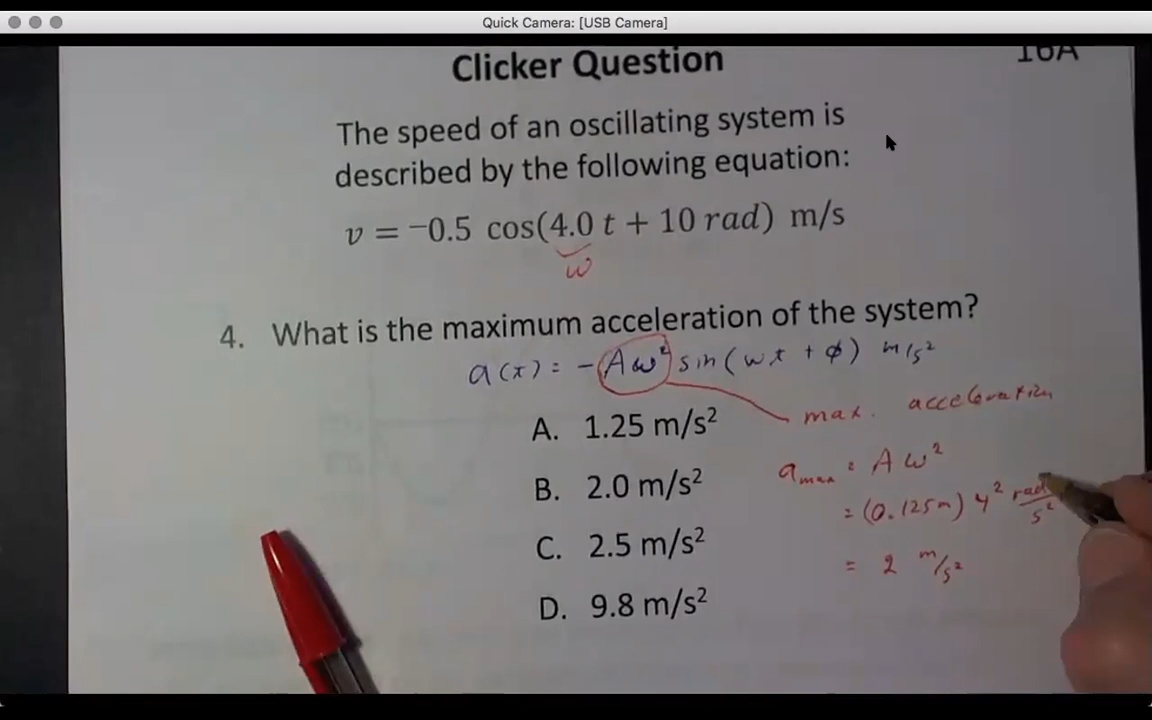 Quick Camera: [USB Camera]
Clicker Question
16A
The speed of an oscillating system is
described by the following equation:
v = ⁻0.5 cos(4.0 t + 10 rad) m/s
ω
4. What is the maximum acceleration of the system?
a(t) = - Aω² sin(ωt + φ) m/s²
max. acceleration
A. 1.25 m/s²
a_max = Aω²
B. 2.0 m/s²
= (0.125m) 4² rad/s²
C. 2.5 m/s²
= 2 m/s²
D. 9.8 m/s²